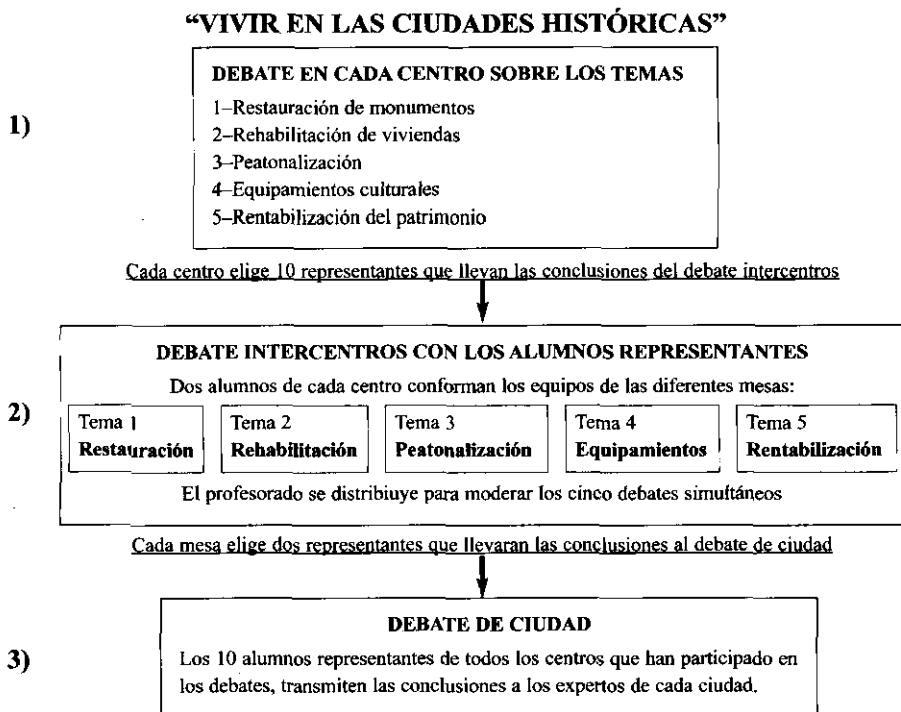 “VIVIR EN LAS CIUDADES HISTÓRICAS”
1)
DEBATE EN CADA CENTRO SOBRE LOS TEMAS
1–Restauración de monumentos
2–Rehabilitación de viviendas
3–Peatonalización
4–Equipamientos culturales
5–Rentabilización del patrimonio
Cada centro elige 10 representantes que llevan las conclusiones del debate intercentros
2)
DEBATE INTERCENTROS CON LOS ALUMNOS REPRESENTANTES
Dos alumnos de cada centro conforman los equipos de las diferentes mesas:
Tema 1
Restauración
Tema 2
Rehabilitación
Tema 3
Peatonalización
Tema 4
Equipamientos
Tema 5
Rentabilización
El profesorado se distribiuye para moderar los cinco debates simultáneos
Cada mesa elige dos representantes que llevaran las conclusiones al debate de ciudad
3)
DEBATE DE CIUDAD
Los 10 alumnos representantes de todos los centros que han participado en
los debates, transmiten las conclusiones a los expertos de cada ciudad.